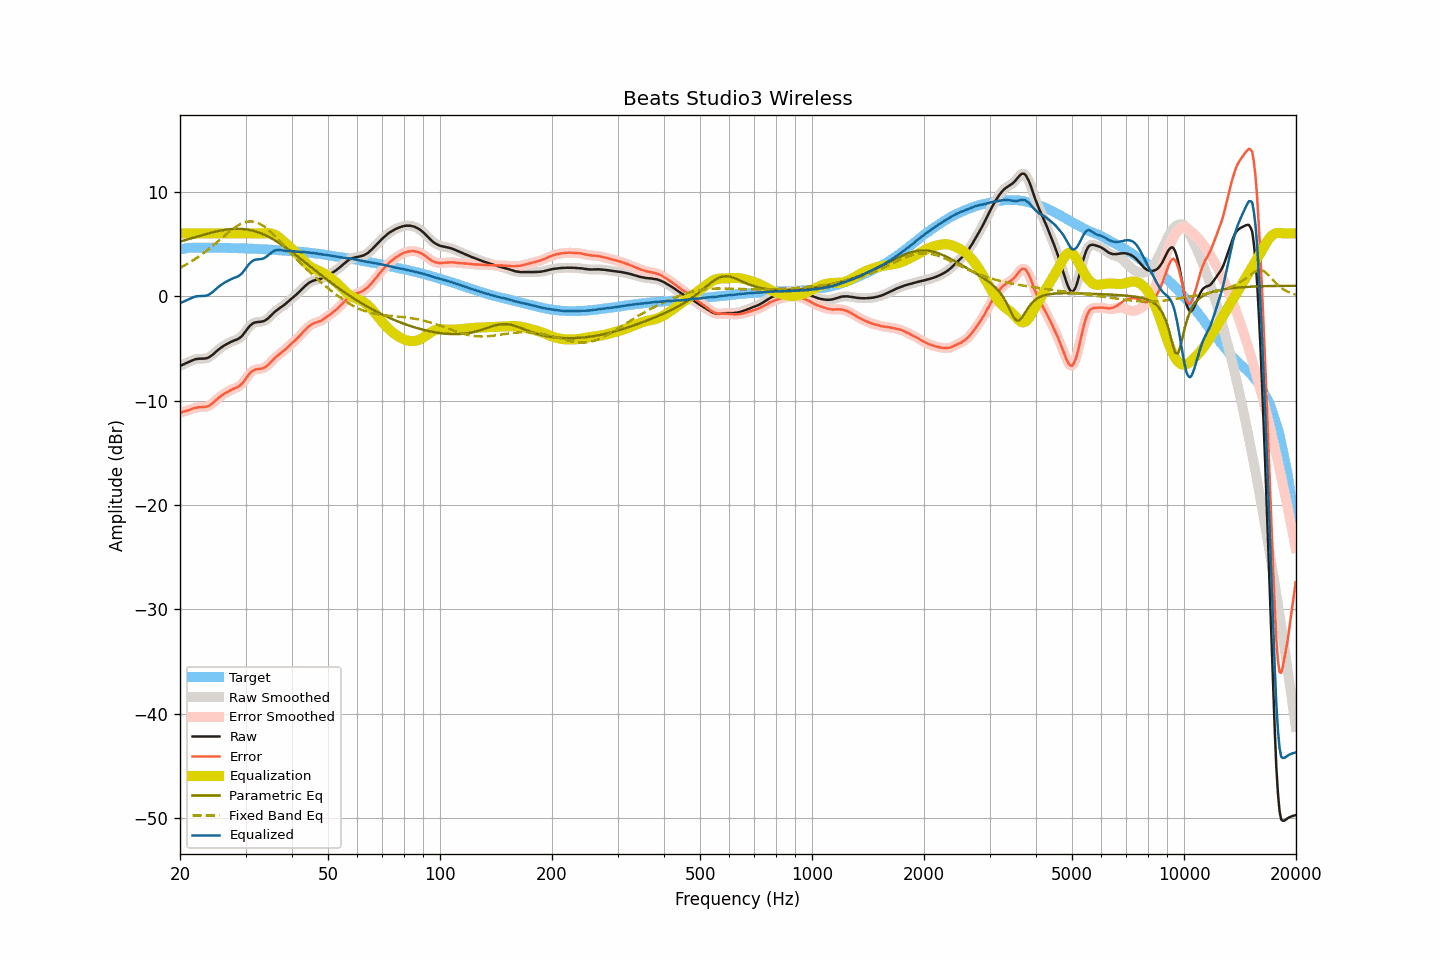 Beats Studio3 Wireless
10
0
−10
−20
−30
−40
−50
Amplitude (dBr)
Target
Raw Smoothed
Error Smoothed
Raw
Error
Equalization
Parametric Eq
Fixed Band Eq
Equalized
20 50 100 200 500 1000 2000 5000 10000 20000
Frequency (Hz)